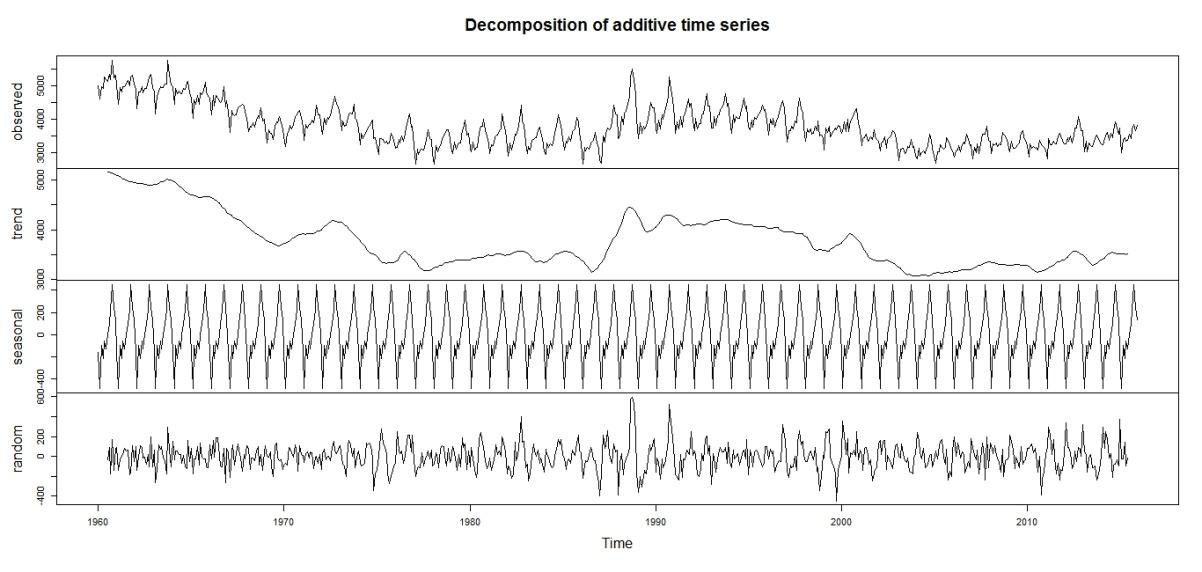 Decomposition of additive time series
observed
3000 4000 5000
trend
3000 4000 5000
seasonal
-400 0 200
random
-400 0 200 600
1960 1970 1980 1990 2000 2010
Time